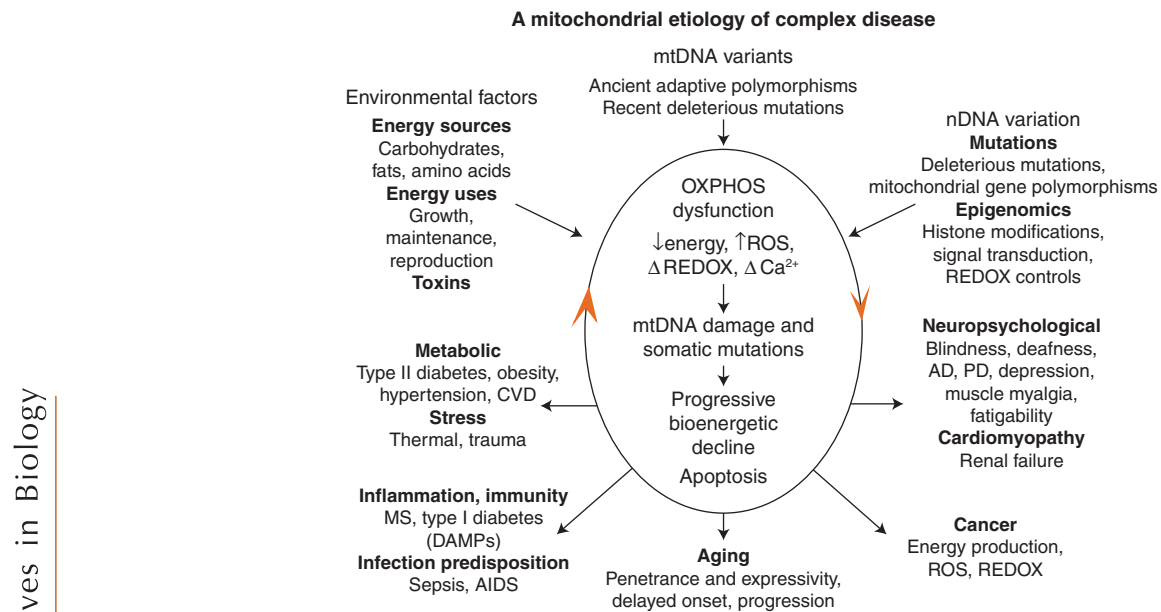 A mitochondrial etiology of complex disease
mtDNA variants
Ancient adaptive polymorphisms
Recent deleterious mutations
Environmental factors
Energy sources
Carbohydrates,
fats, amino acids
Energy uses
Growth,
maintenance,
reproduction
Toxins
nDNA variation
Mutations
Deleterious mutations,
mitochondrial gene polymorphisms
Epigenomics
Histone modifications,
signal transduction,
REDOX controls
OXPHOS
dysfunction
↓energy, ↑ROS,
Δ REDOX, Δ Ca²⁺
mtDNA damage and
somatic mutations
Progressive
bioenergetic
decline
Apoptosis
Metabolic
Type II diabetes, obesity,
hypertension, CVD
Stress
Thermal, trauma
Neuropsychological
Blindness, deafness,
AD, PD, depression,
muscle myalgia,
fatigability
Cardiomyopathy
Renal failure
Inflammation, immunity
MS, type I diabetes
(DAMPs)
Infection predisposition
Sepsis, AIDS
Aging
Penetrance and expressivity,
delayed onset, progression
Cancer
Energy production,
ROS, REDOX
ves in Biology